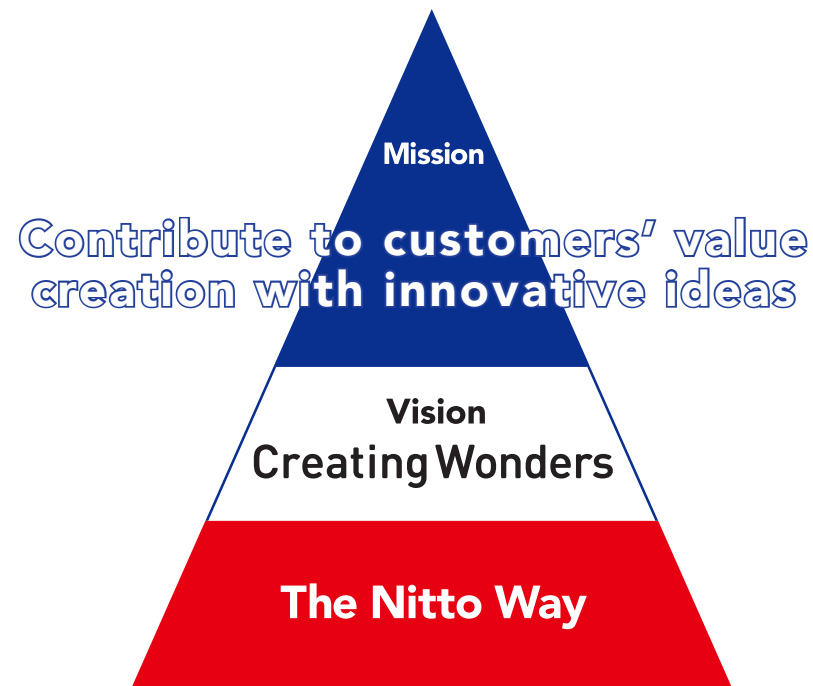 Mission
Contribute to customers’ value
creation with innovative ideas
Vision
Creating Wonders
The Nitto Way